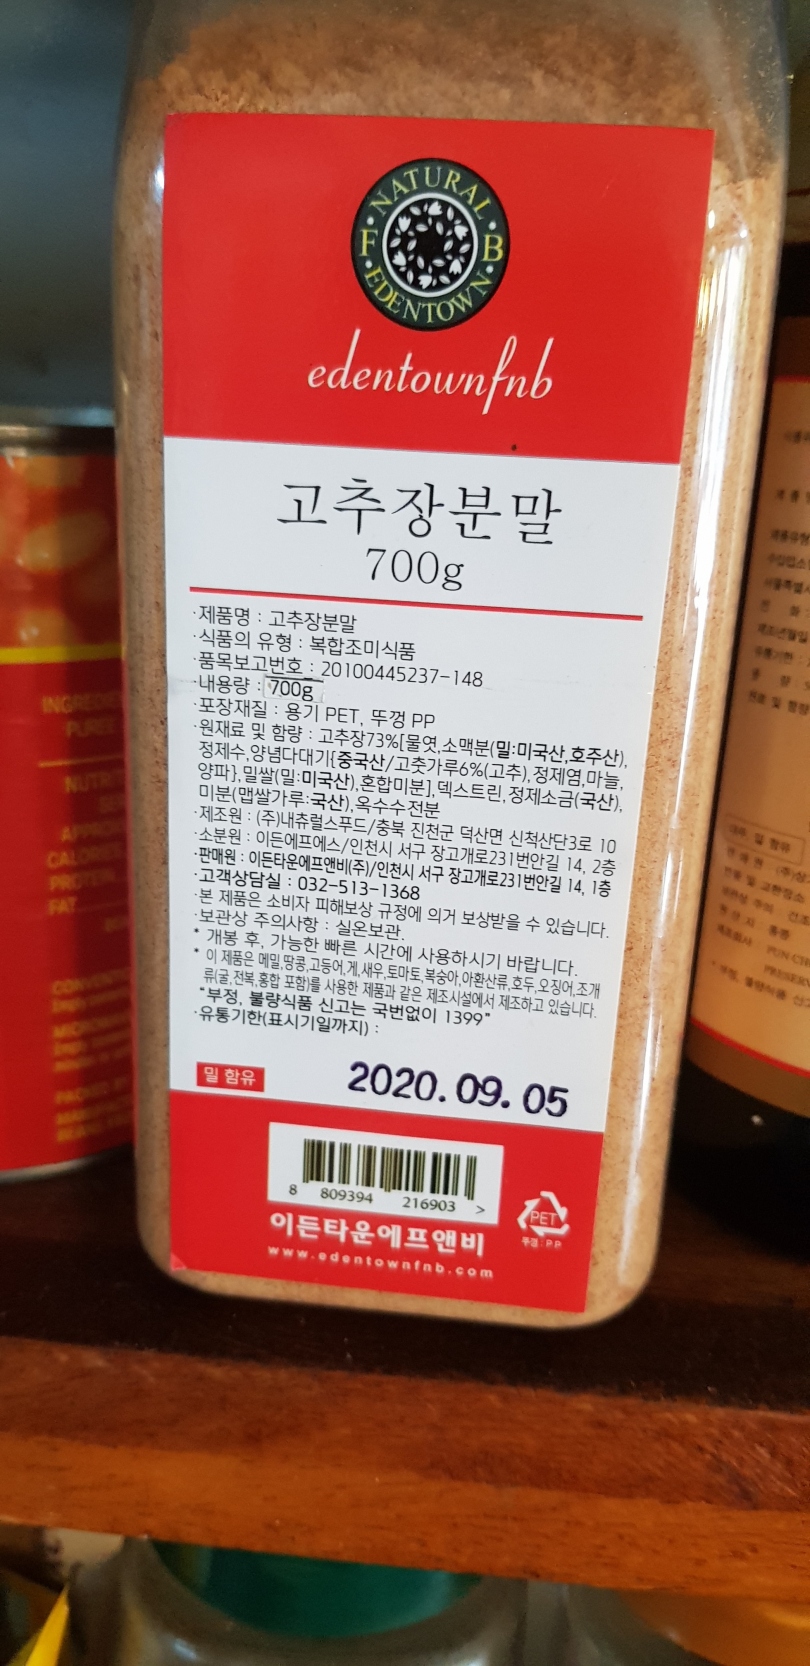 NATURAL
F B
EDENTOWN
edentownfnb
고추장분말
700g
·제품명 : 고추장분말
·식품의 유형 : 복합조미식품
·품목보고번호 : 20100445237-148
·내용량 : 700g
·포장재질 : 용기 PET, 뚜껑 PP
·원재료 및 함량 : 고추장73%[물엿,소맥분(밀:미국산,호주산),
정제수,양념다대기{중국산/고춧가루6%(고추),정제염,마늘,
양파},밀쌀(밀:미국산),혼합미분],덱스트린,정제소금(국산),
미분(맵쌀가루:국산),옥수수전분
·제조원 : (주)내츄럴스푸드/충북 진천군 덕산면 신척산단3로 10
·소분원 : 이든에프에스/인천시 서구 장고개로231번안길 14, 2층
·판매원 : 이든타운에프앤비(주)/인천시 서구 장고개로231번안길 14, 1층
·고객상담실 : 032-513-1368
·본 제품은 소비자 피해보상 규정에 의거 보상받을 수 있습니다.
·보관상 주의사항 : 실온보관.
* 개봉 후, 가능한 빠른 시간에 사용하시기 바랍니다.
* 이 제품은 메밀,땅콩,고등어,게,새우,토마토,복숭아,아황산류,호두,오징어,조개
류(굴,전복,홍합 포함)를 사용한 제품과 같은 제조시설에서 제조하고 있습니다.
"부정, 불량식품 신고는 국번없이 1399"
·유통기한(표시기일까지) :
밀 함유
2020.09.05
8 809394 216903 >
PET
뚜껑:PP
이든타운에프앤비
www.edentownfnb.com
INGREDIE
PUREE
NUTRIT
SER
APPROX
CALORIES
PROTEIN
FAT